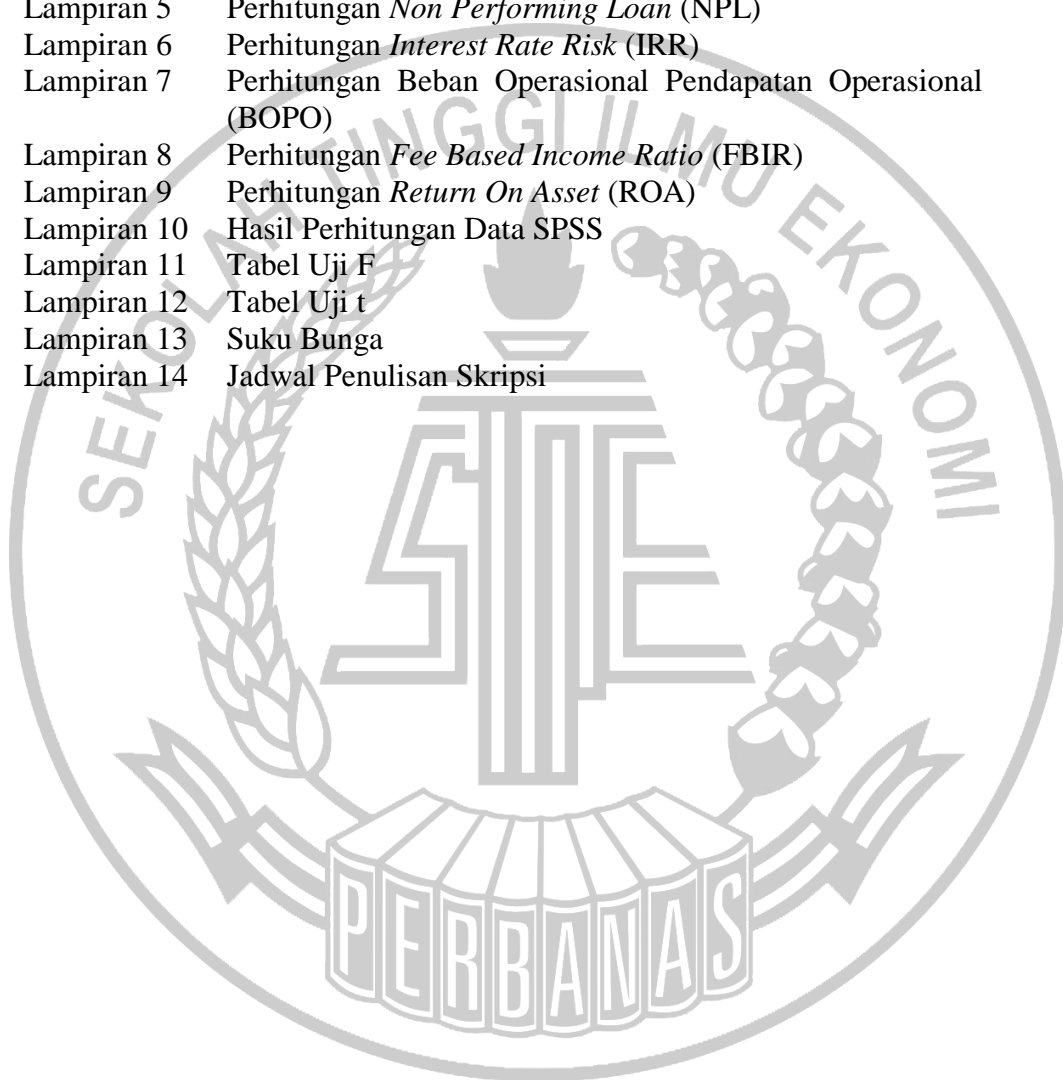 Lampiran 5 Perhitungan Non Performing Loan (NPL)
Lampiran 6 Perhitungan Interest Rate Risk (IRR)
Lampiran 7 Perhitungan Beban Operasional Pendapatan Operasional
(BOPO)
Lampiran 8 Perhitungan Fee Based Income Ratio (FBIR)
Lampiran 9 Perhitungan Return On Asset (ROA)
Lampiran 10 Hasil Perhitungan Data SPSS
Lampiran 11 Tabel Uji F
Lampiran 12 Tabel Uji t
Lampiran 13 Suku Bunga
Lampiran 14 Jadwal Penulisan Skripsi
SEKOLAH TINGGI ILMU EKONOMI
STIE
PERBANAS